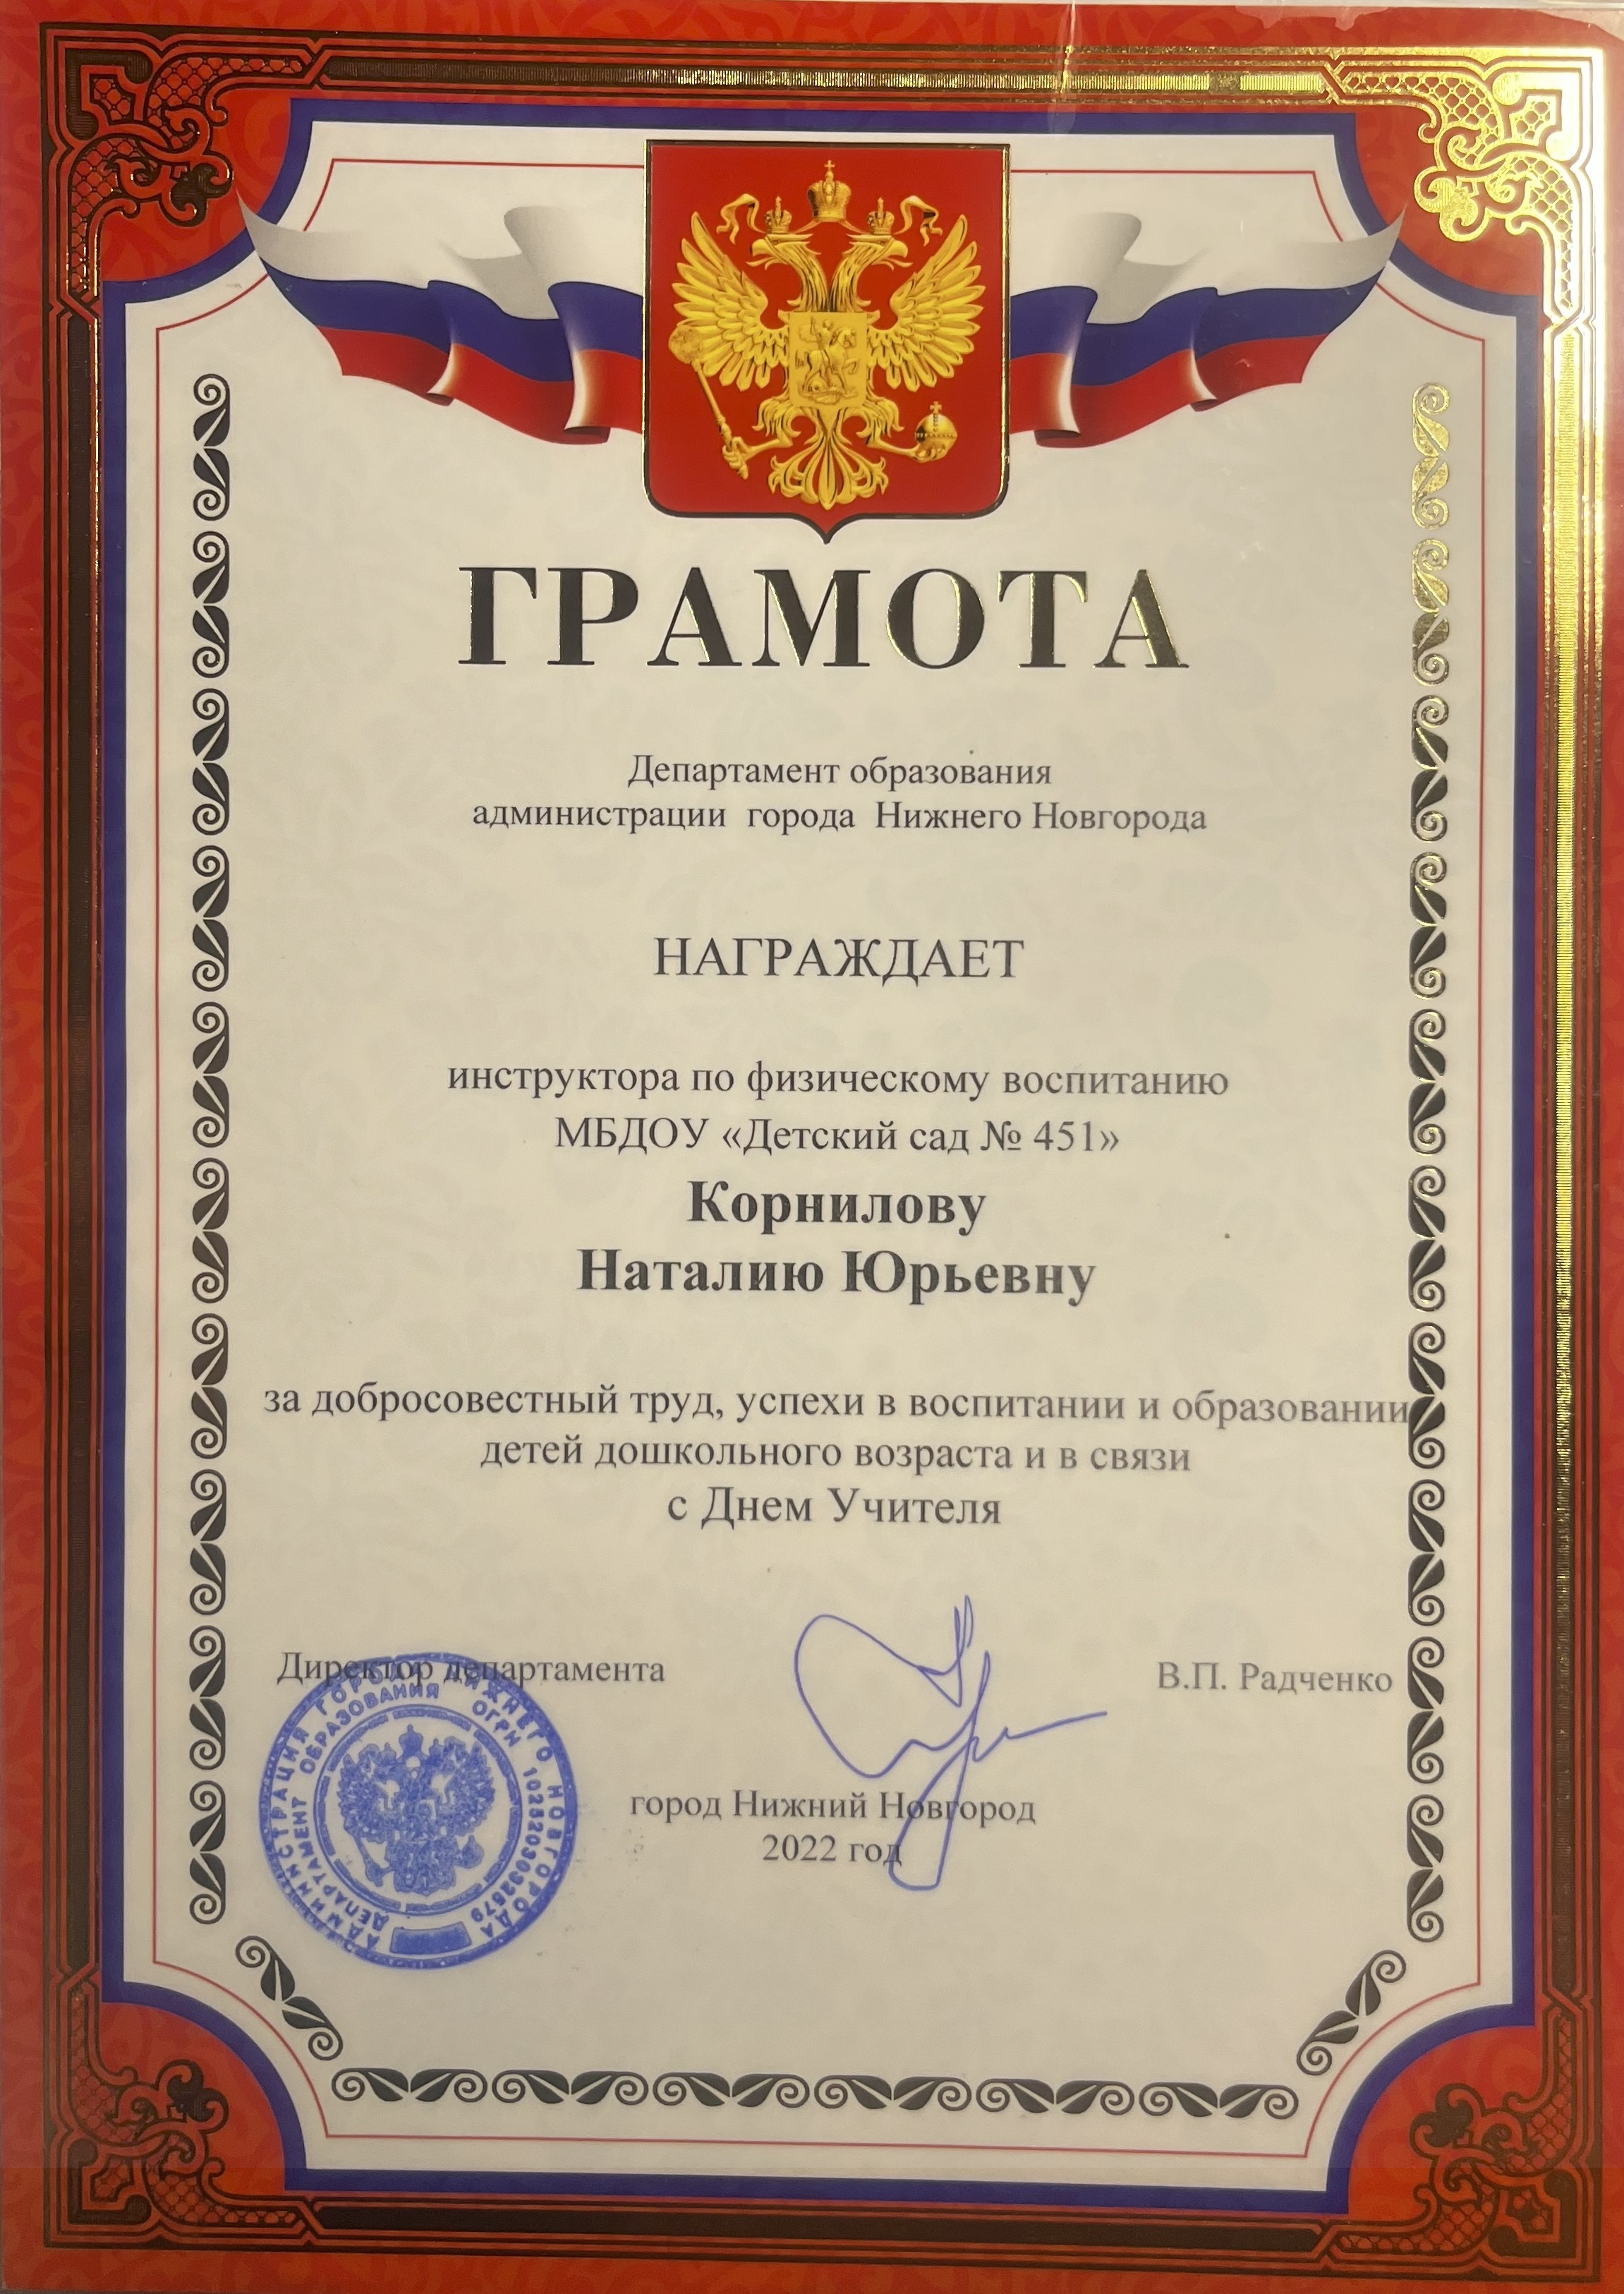 ГРАМОТА
Департамент образования
администрации города Нижнего Новгорода
НАГРАЖДАЕТ
инструктора по физическому воспитанию
МБДОУ «Детский сад № 451»
Корнилову
Наталию Юрьевну
за добросовестный труд, успехи в воспитании и образовании
детей дошкольного возраста и в связи
с Днем Учителя
Директор департамента
В.П. Радченко
АДМИНИСТРАЦИЯ ГОРОДА НИЖНЕГО НОВГОРОДА
ДЕПАРТАМЕНТ ОБРАЗОВАНИЯ ОГРН
город Нижний Новгород
2022 год